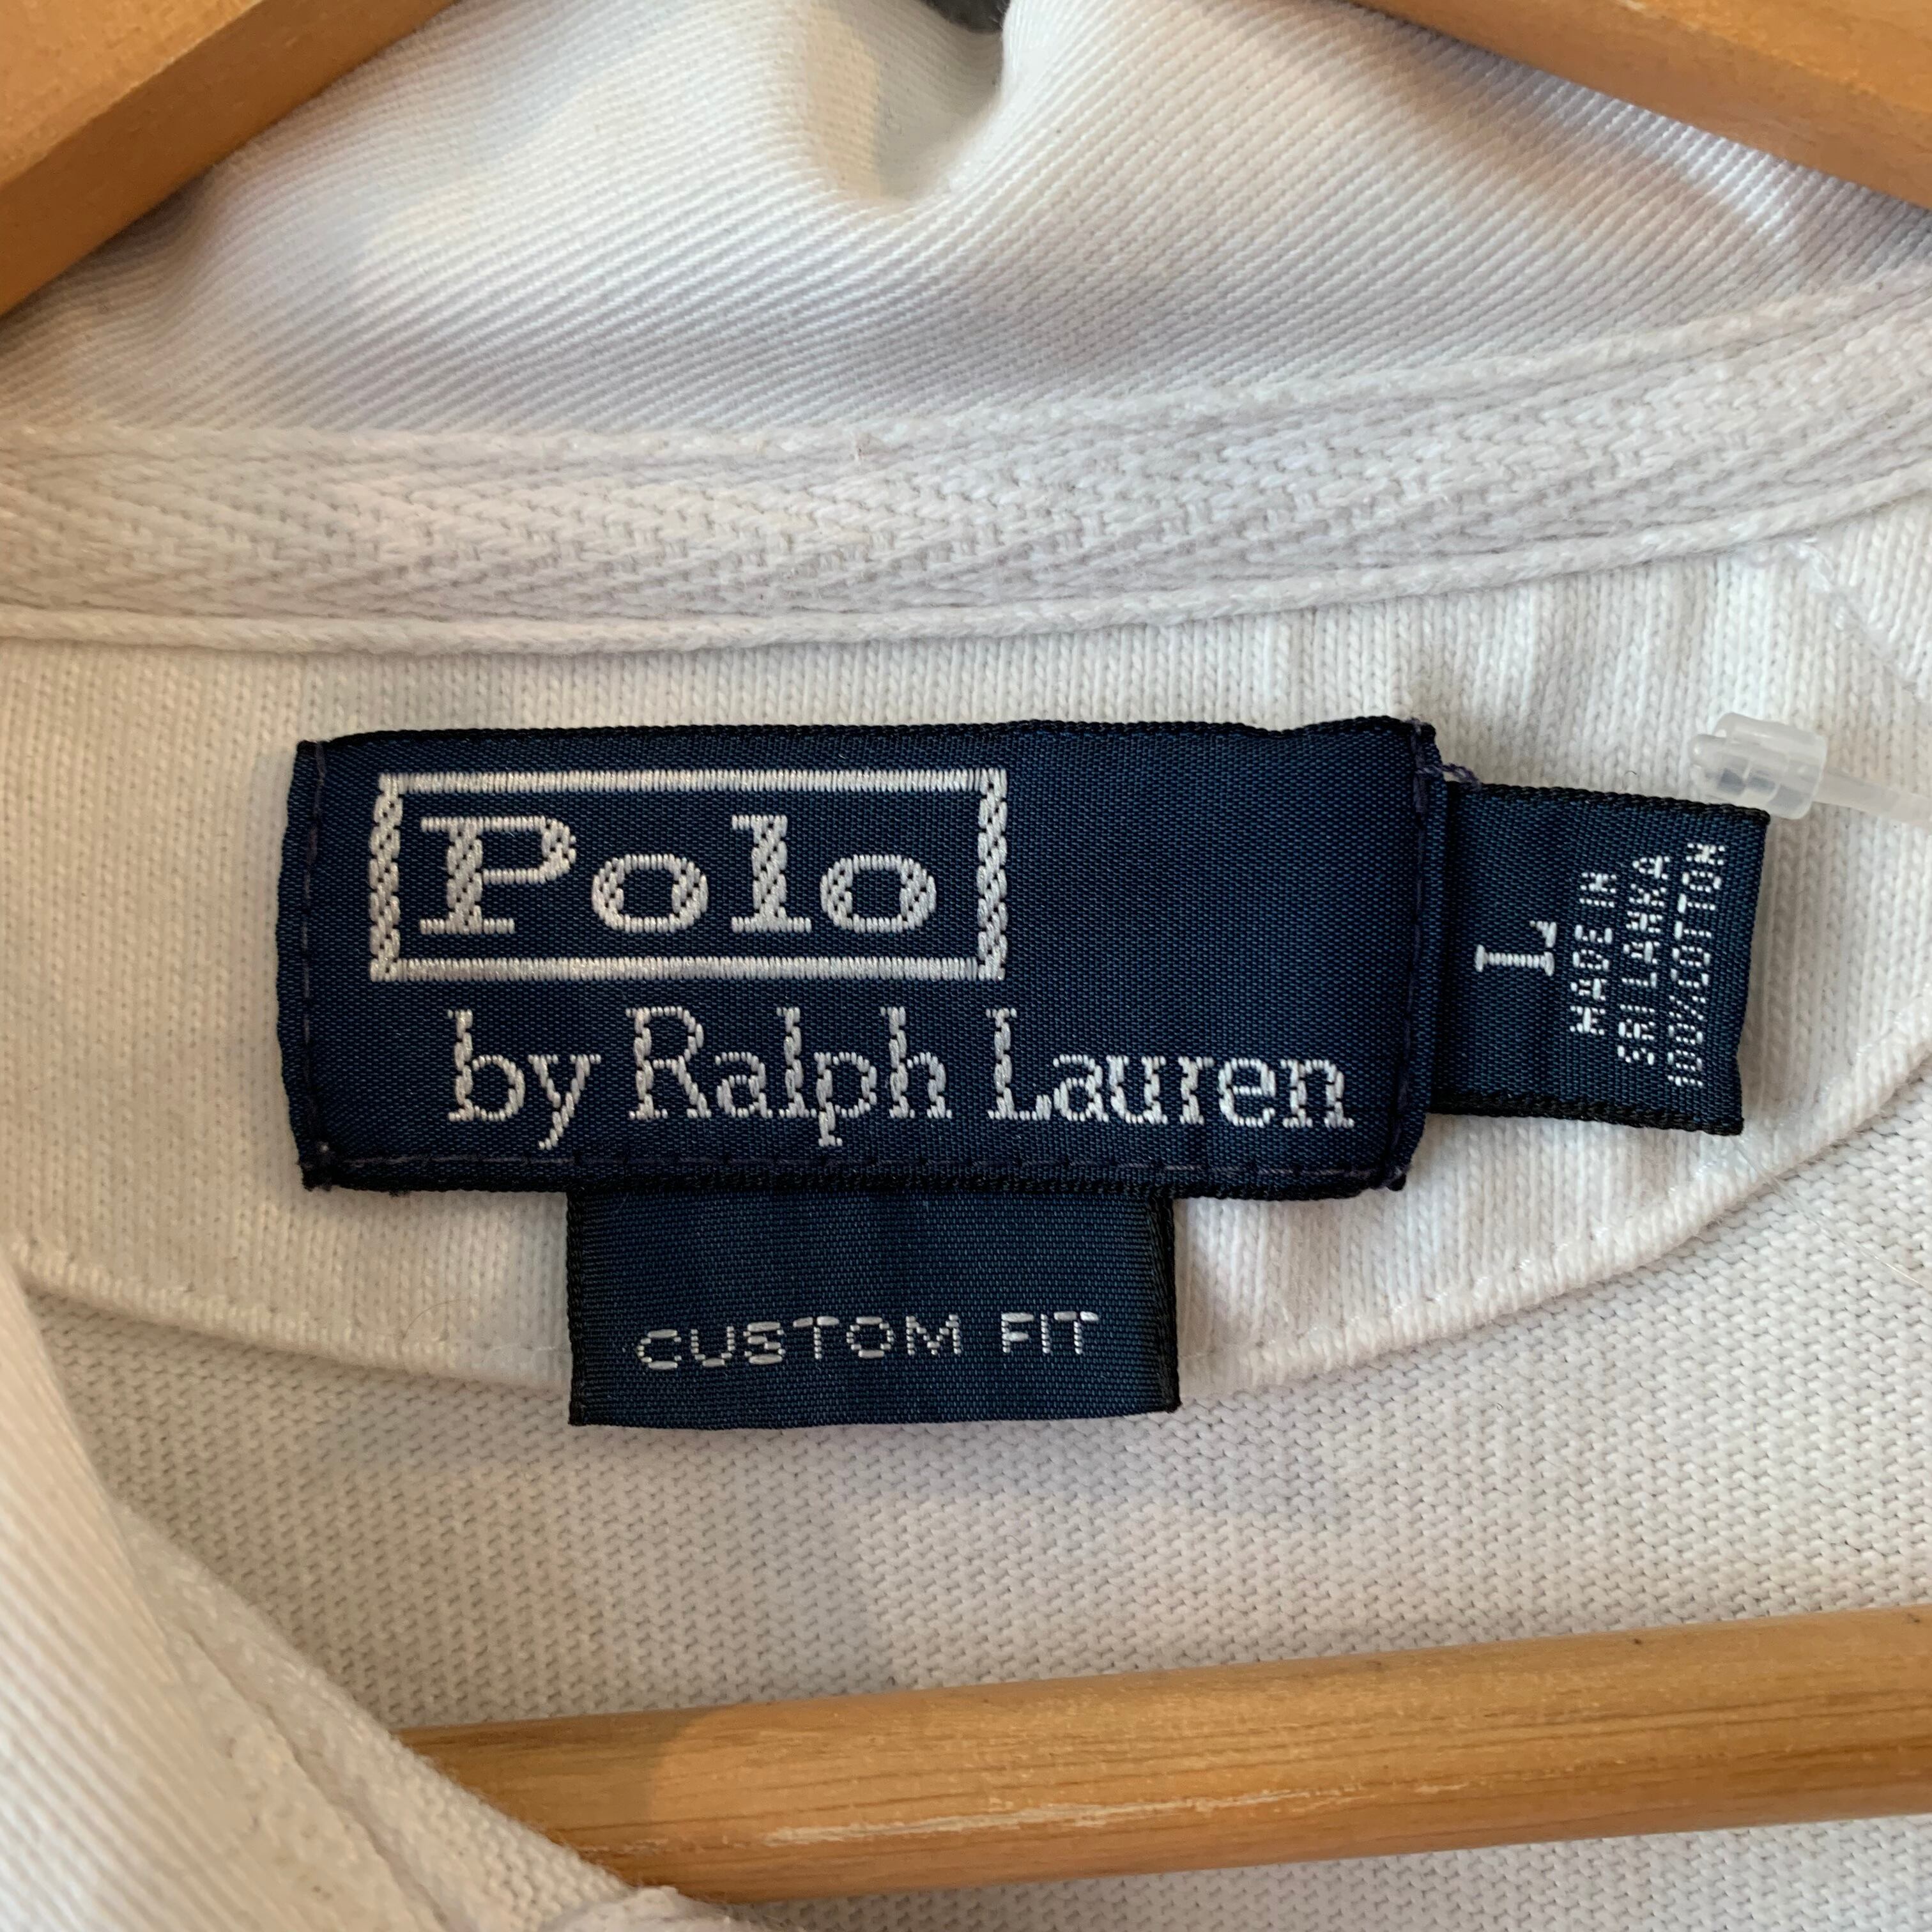 Polo
by Ralph Lauren
L
MADE IN
SRI LANKA
100% COTTON
CUSTOM FIT